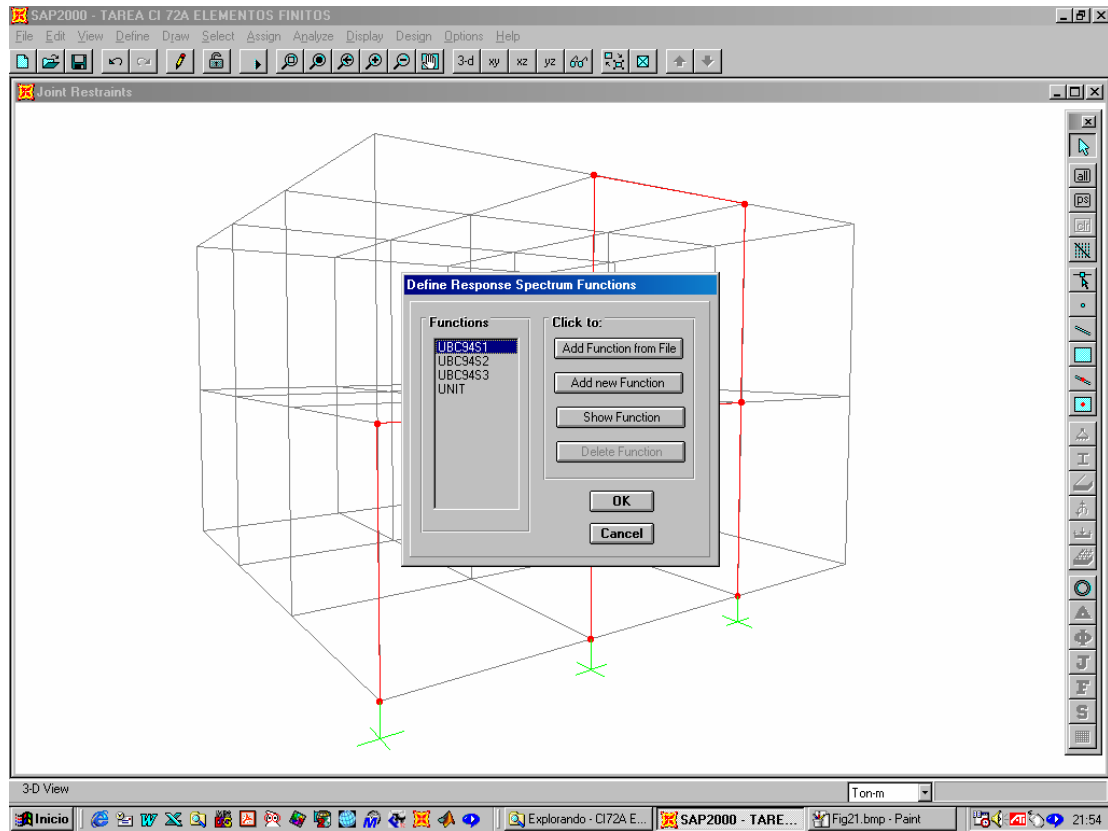 SAP2000 - TAREA CI 72A ELEMENTOS FINITOS
File Edit View Define Draw Select Assign Analyze Display Design Options Help
3-d xy xz yz
Joint Restraints
all
ps
clr
Define Response Spectrum Functions
Functions
Click to:
UBC94S1
UBC94S2
UBC94S3
UNIT
Add Function from File
Add new Function
Show Function
Delete Function
OK
Cancel
J
F
S
3-D View
Ton-m
Inicio
Explorando - CI72A E...
SAP2000 - TARE...
Fig21.bmp - Paint
21:54